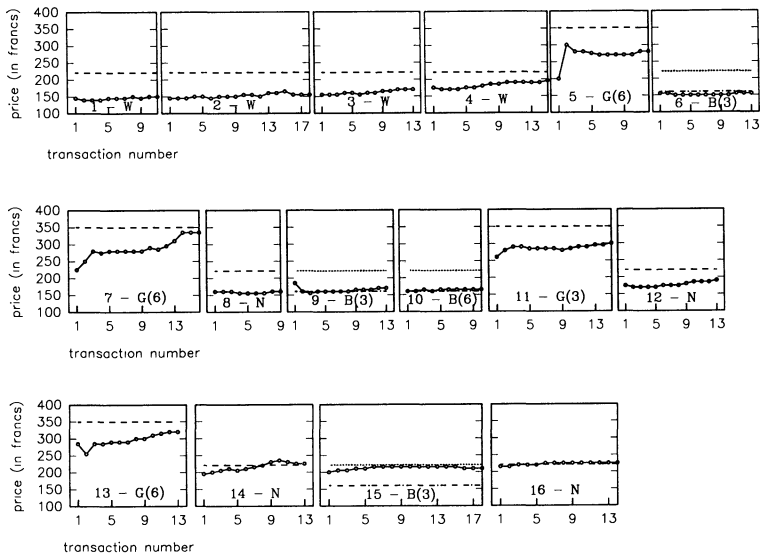 price (in francs)
400
350
300
250
200
150
100
1 – W
2 – W
3 – W
4 – W
5 – G(6)
6 – B(3)
1 5 9 1 5 9 13 17 1 5 9 13 1 5 9 13 1 5 9 1 5 9 13
transaction number
price (in francs)
400
350
300
250
200
150
100
7 – G(6)
8 – N
9 – B(3)
10 – B(6)
11 – G(3)
12 – N
1 5 9 13 1 5 9 1 5 9 13 1 5 9 1 5 9 13 1 5 9 13
transaction number
price (in francs)
400
350
300
250
200
150
100
13 – G(6)
14 – N
15 – B(3)
16 – N
1 5 9 13 1 5 9 13 1 5 9 13 17 1 5 9 13
transaction number